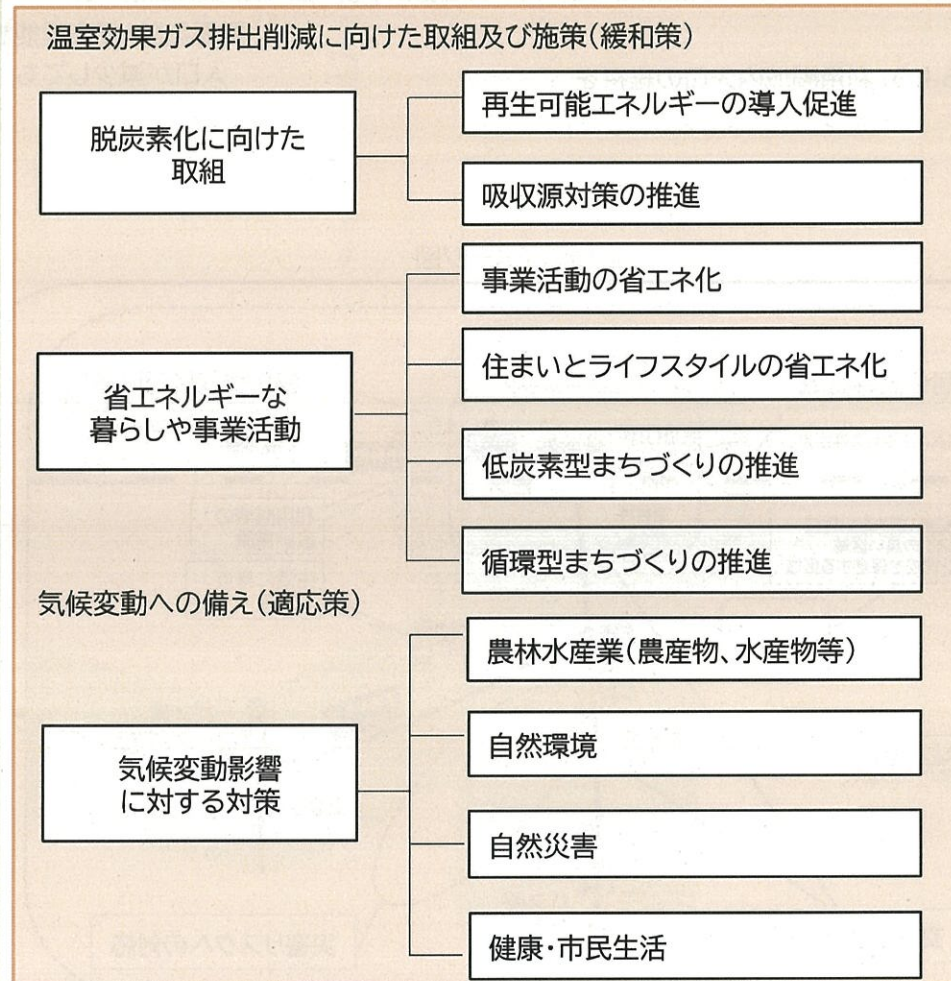 温室効果ガス排出削減に向けた取組及び施策(緩和策)
脱炭素化に向けた
取組
再生可能エネルギーの導入促進
吸収源対策の推進
省エネルギーな
暮らしや事業活動
事業活動の省エネ化
住まいとライフスタイルの省エネ化
低炭素型まちづくりの推進
循環型まちづくりの推進
気候変動への備え(適応策)
気候変動影響
に対する対策
農林水産業(農産物、水産物等)
自然環境
自然災害
健康・市民生活